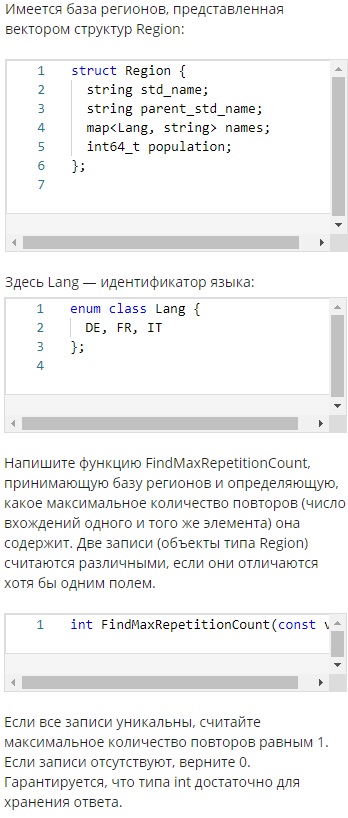 Имеется база регионов, представленная
вектором структур Region:
1 struct Region {
2 string std_name;
3 string parent_std_name;
4 map<Lang, string> names;
5 int64_t population;
6 };
7
Здесь Lang — идентификатор языка:
1 enum class Lang {
2 DE, FR, IT
3 };
4
Напишите функцию FindMaxRepetitionCount,
принимающую базу регионов и определяющую,
какое максимальное количество повторов (число
вхождений одного и того же элемента) она
содержит. Две записи (объекты типа Region)
считаются различными, если они отличаются
хотя бы одним полем.
1 int FindMaxRepetitionCount(const
Если все записи уникальны, считайте
максимальное количество повторов равным 1.
Если записи отсутствуют, верните 0.
Гарантируется, что типа int достаточно для
хранения ответа.